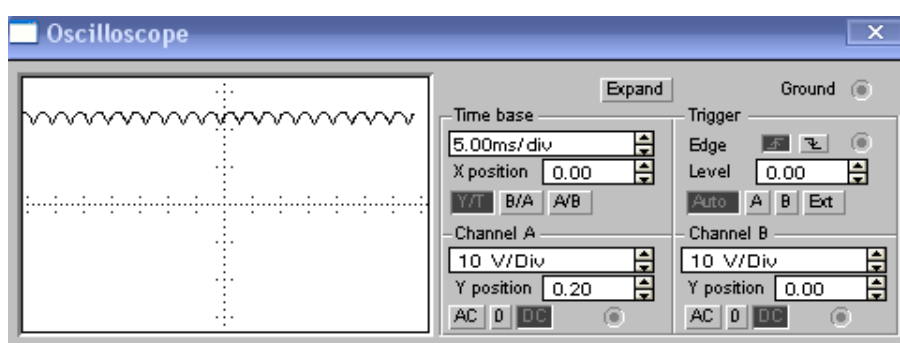 Oscilloscope
Expand
Ground
Time base
5.00ms/div
X position 0.00
Y/T B/A A/B
Trigger
Edge
Level 0.00
Auto A B Ext
Channel A
10 V/Div
Y position 0.20
AC 0 DC
Channel B
10 V/Div
Y position 0.00
AC 0 DC